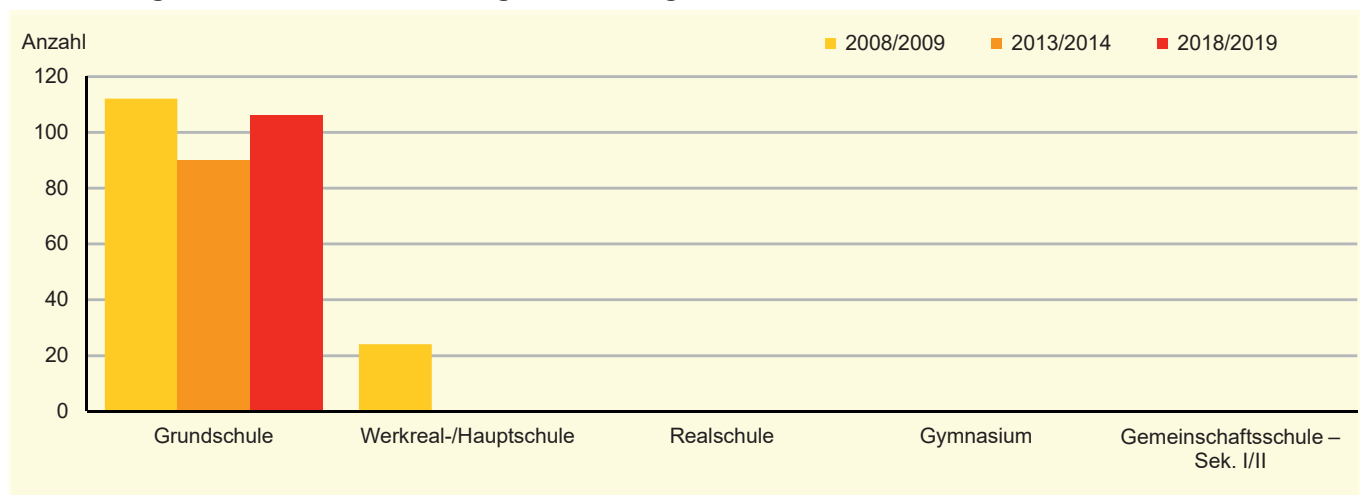 Anzahl
2008/2009 2013/2014 2018/2019
120
100
80
60
40
20
0
Grundschule Werkreal-/Hauptschule Realschule Gymnasium Gemeinschaftsschule –
Sek. I/II